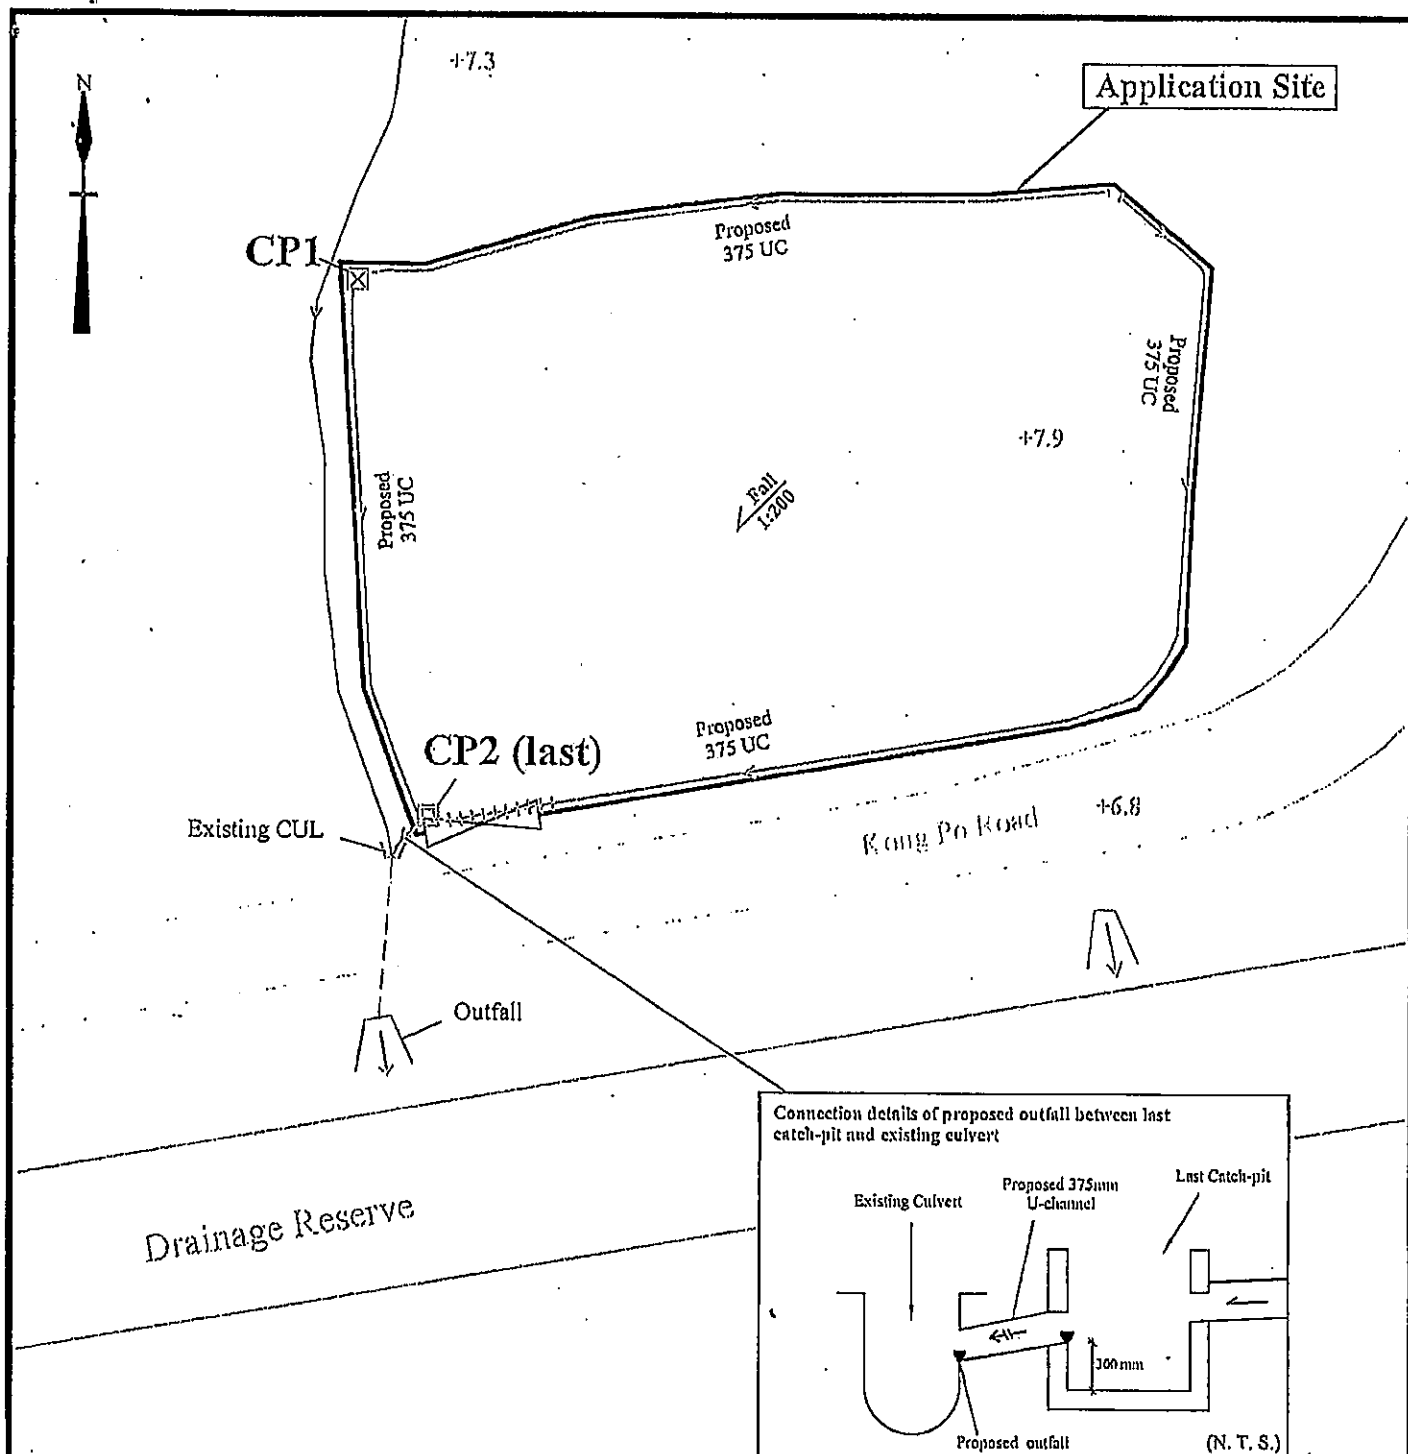 +7.3
N
Application Site
CP1
Proposed
375 UC
Proposed
375 UC
+7.9
Fall
1:200
Proposed
375 UC
Proposed
375 UC
CP2 (last)
Existing CUL
+6.8
Kong Po Road
Outfall
Drainage Reserve
Connection details of proposed outfall between last
catch-pit and existing culvert
Existing Culvert
Proposed 375mm
U-channel
Last Catch-pit
300mm
Proposed outfall
(N. T. S.)